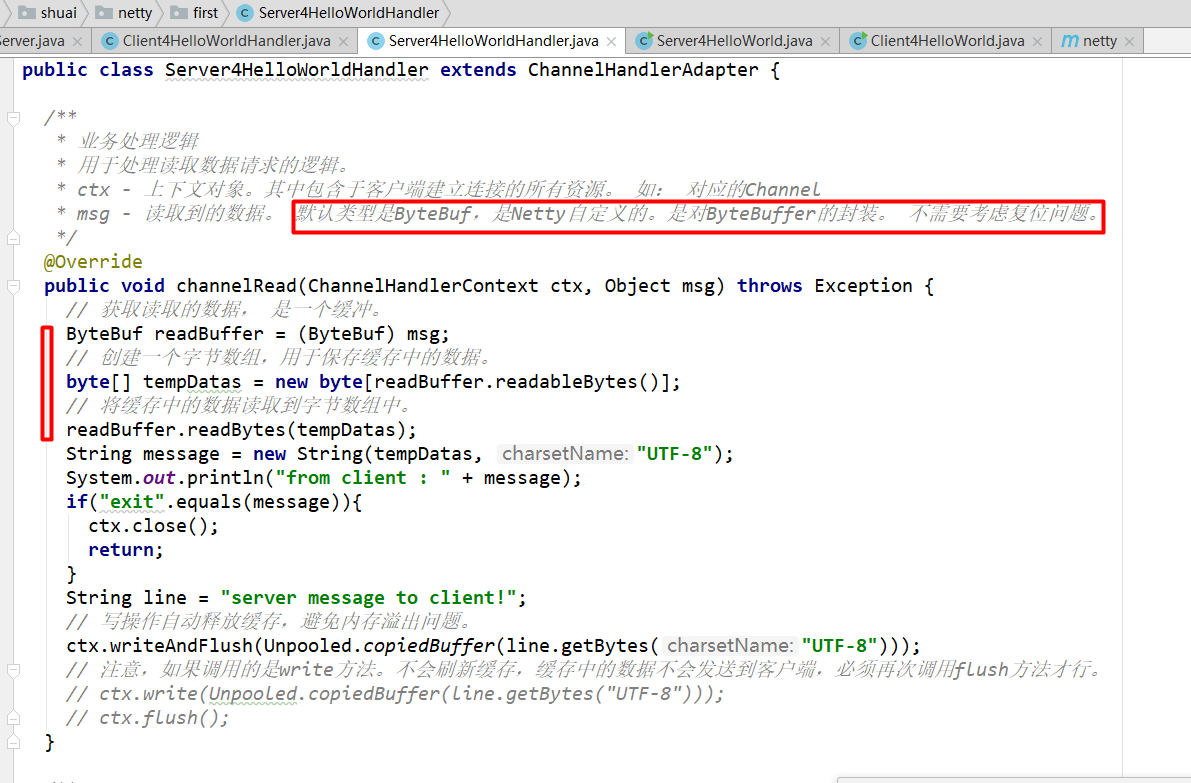 shuai netty first Server4HelloWorldHandler
erver.java Client4HelloWorldHandler.java Server4HelloWorldHandler.java Server4HelloWorld.java Client4HelloWorld.java netty
public class Server4HelloWorldHandler extends ChannelHandlerAdapter {
/**
* 业务处理逻辑
* 用于处理读取数据请求的逻辑。
* ctx - 上下文对象。其中包含于客户端建立连接的所有资源。 如： 对应的Channel
* msg - 读取到的数据。 默认类型是ByteBuf，是Netty自定义的。是对ByteBuffer的封装。 不需要考虑复位问题。
*/
@Override
public void channelRead(ChannelHandlerContext ctx, Object msg) throws Exception {
// 获取读取的数据， 是一个缓冲。
ByteBuf readBuffer = (ByteBuf) msg;
// 创建一个字节数组，用于保存缓存中的数据。
byte[] tempDatas = new byte[readBuffer.readableBytes()];
// 将缓存中的数据读取到字节数组中。
readBuffer.readBytes(tempDatas);
String message = new String(tempDatas, charsetName: "UTF-8");
System.out.println("from client : " + message);
if("exit".equals(message)){
ctx.close();
return;
}
String line = "server message to client!";
// 写操作自动释放缓存，避免内存溢出问题。
ctx.writeAndFlush(Unpooled.copiedBuffer(line.getBytes( charsetName: "UTF-8")));
// 注意，如果调用的是write方法。不会刷新缓存，缓存中的数据不会发送到客户端，必须再次调用flush方法才行。
// ctx.write(Unpooled.copiedBuffer(line.getBytes("UTF-8")));
// ctx.flush();
}